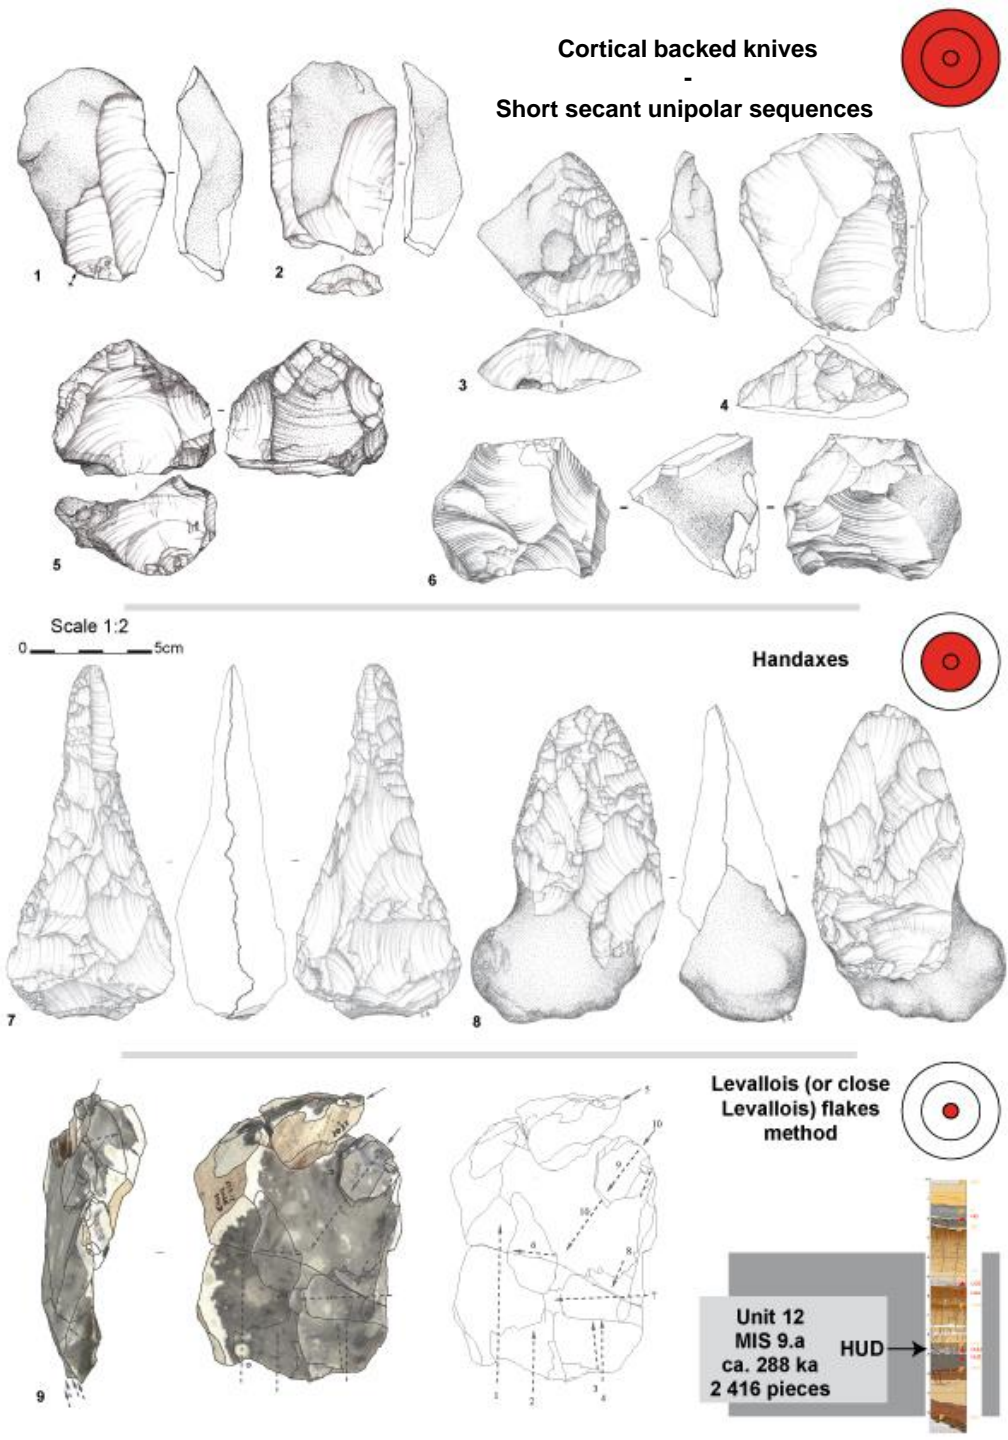 Cortical backed knives
-
Short secant unipolar sequences
1
2
3
4
5
6
Scale 1:2
0 5cm
Handaxes
7
8
Levallois (or close
Levallois) flakes
method
5
10
9
10
6
8
7
1
2
3
4
9
Unit 12
MIS 9.a
ca. 288 ka
2 416 pieces
HUD